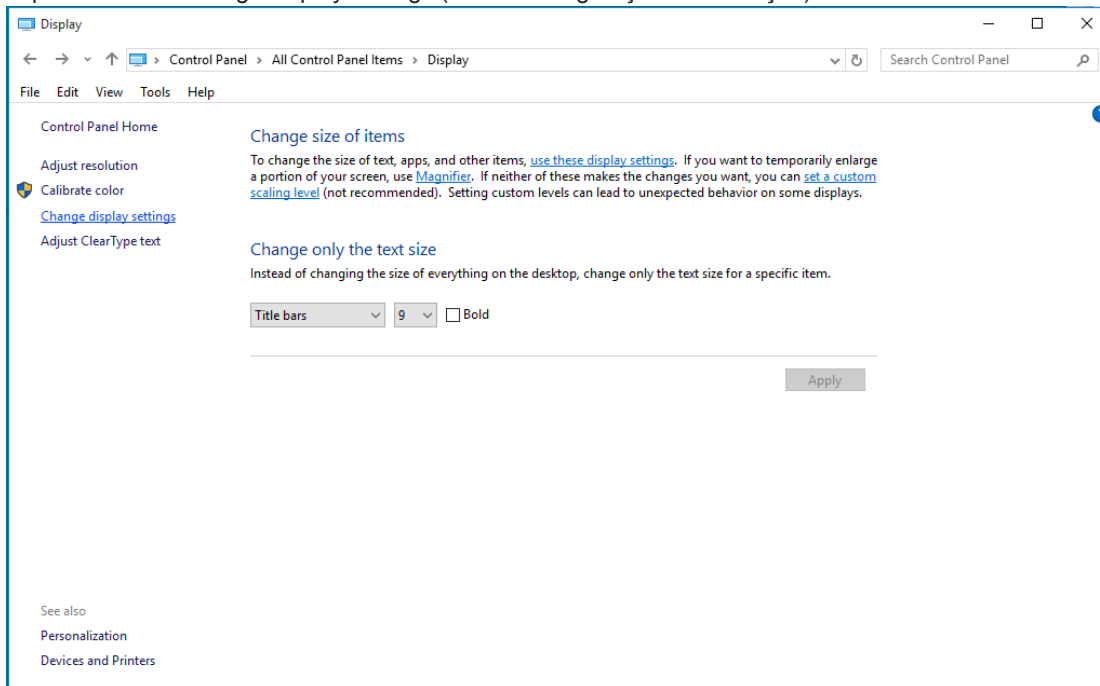 Display
Control Panel > All Control Panel Items > Display
Search Control Panel
File Edit View Tools Help
Control Panel Home
Adjust resolution
Calibrate color
Change display settings
Adjust ClearType text
Change size of items
To change the size of text, apps, and other items, use these display settings. If you want to temporarily enlarge
a portion of your screen, use Magnifier. If neither of these makes the changes you want, you can set a custom
scaling level (not recommended). Setting custom levels can lead to unexpected behavior on some displays.
Change only the text size
Instead of changing the size of everything on the desktop, change only the text size for a specific item.
Title bars 9 Bold
Apply
See also
Personalization
Devices and Printers